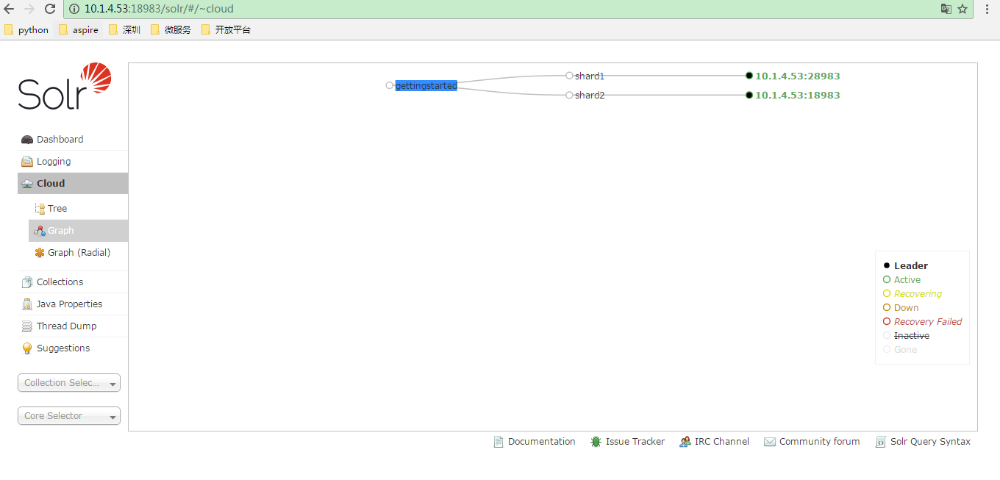 10.1.4.53:18983/solr/#/~cloud
python aspire 深圳 微服务 开放平台
Solr
gettingstarted
shard1
10.1.4.53:28983
shard2
10.1.4.53:18983
Dashboard
Logging
Cloud
Tree
Graph
Graph (Radial)
Collections
Java Properties
Thread Dump
Suggestions
Collection Selec...
Core Selector
Leader
Active
Recovering
Down
Recovery Failed
Inactive
Gone
Documentation Issue Tracker IRC Channel Community forum Solr Query Syntax